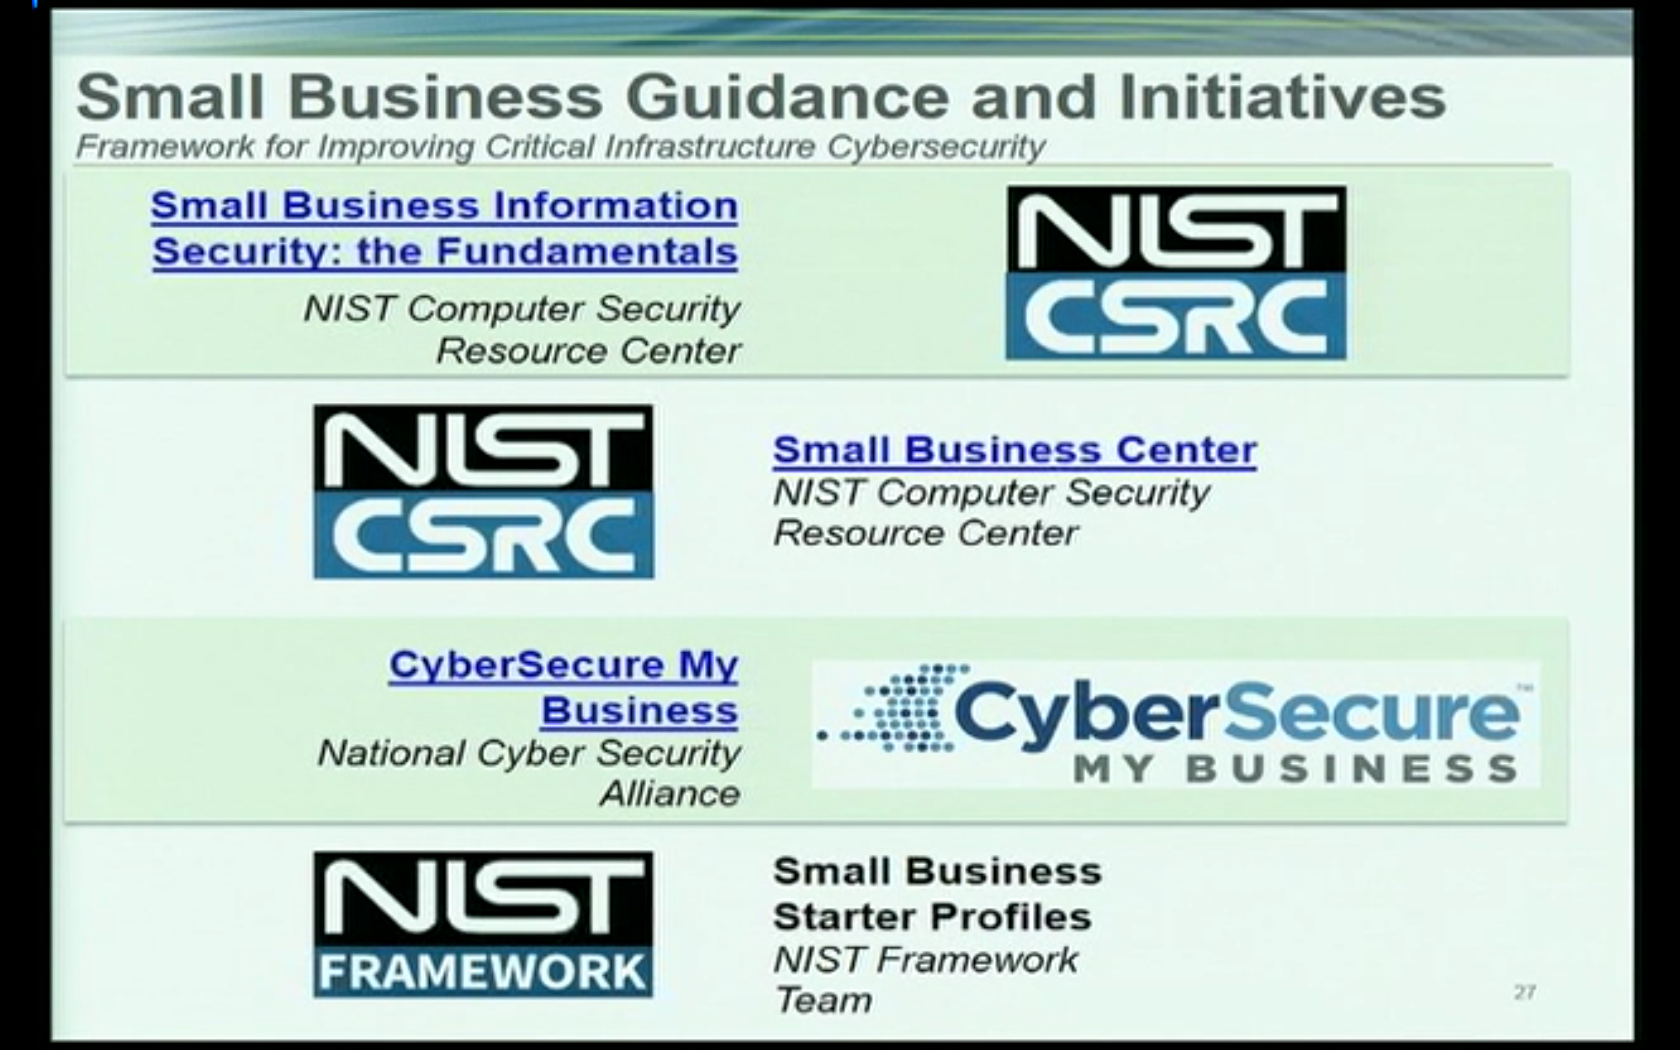 Small Business Guidance and Initiatives
Framework for Improving Critical Infrastructure Cybersecurity
Small Business Information
Security: the Fundamentals
NIST Computer Security
Resource Center
NIST
CSRC
NIST
CSRC
Small Business Center
NIST Computer Security
Resource Center
CyberSecure My
Business
National Cyber Security
Alliance
CyberSecure™
MY BUSINESS
NIST
FRAMEWORK
Small Business
Starter Profiles
NIST Framework
Team
27